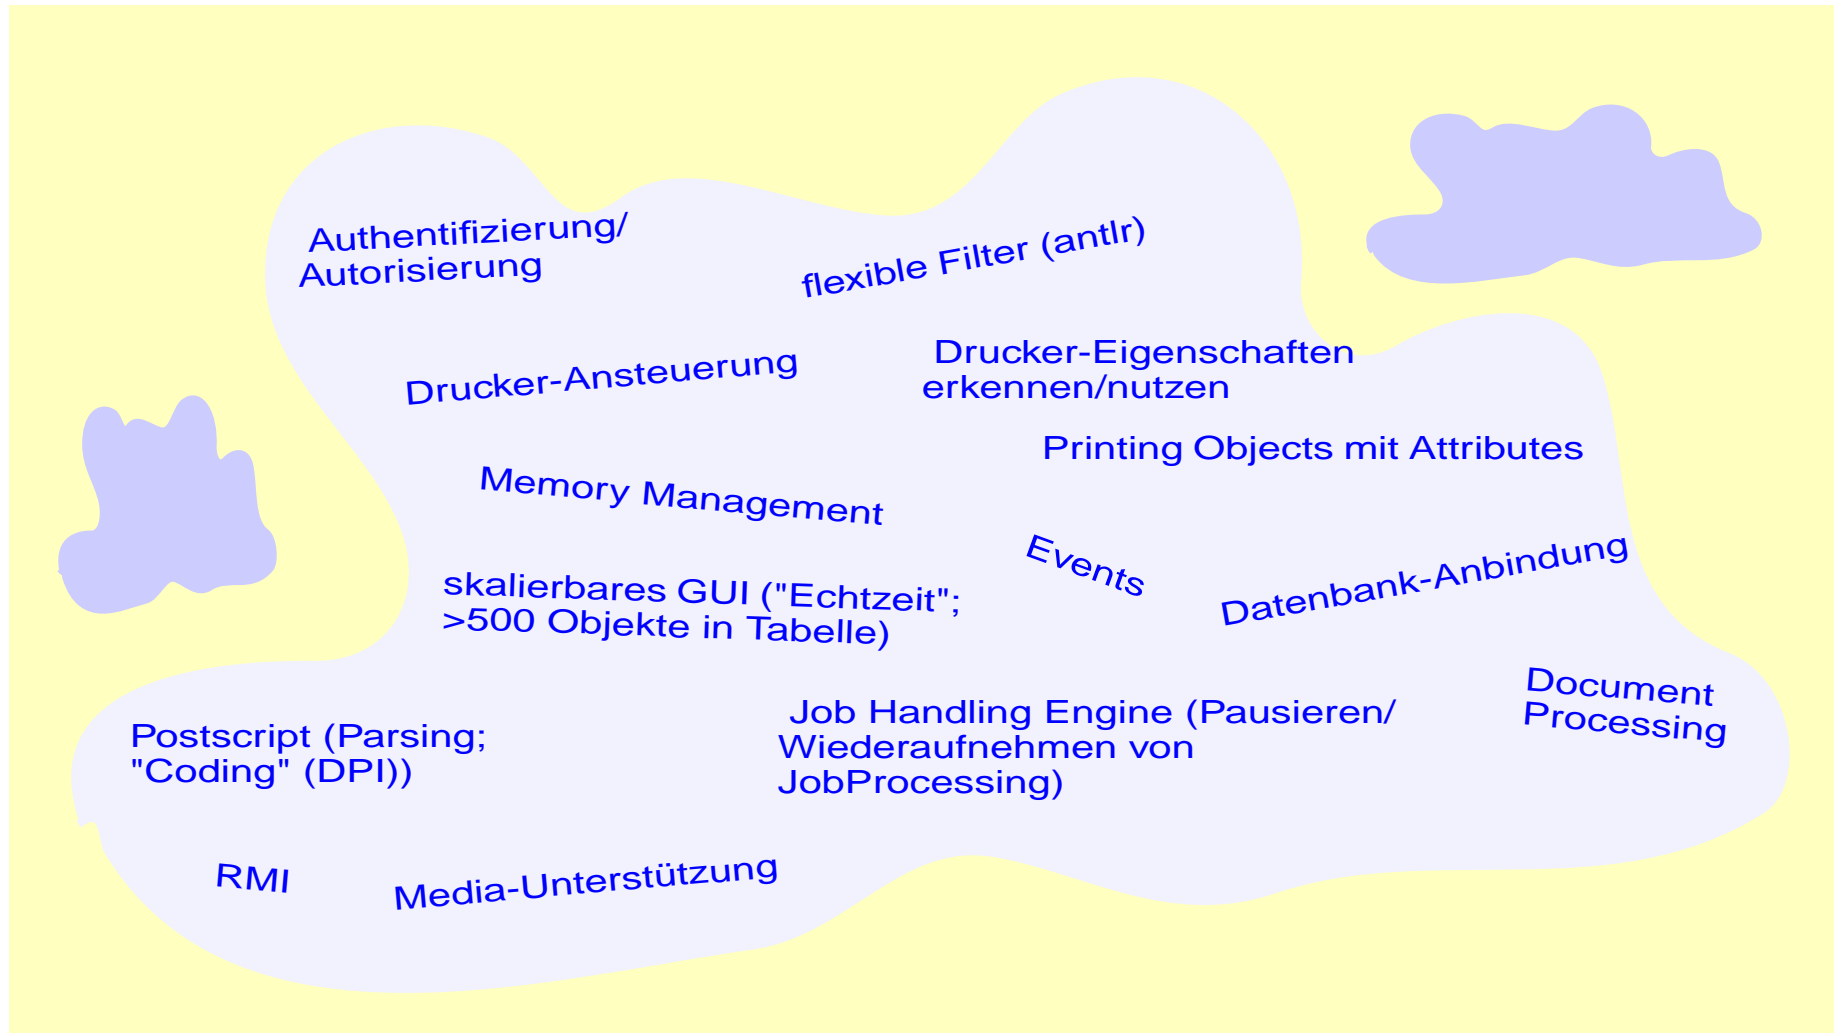 Authentifizierung/
Autorisierung
flexible Filter (antlr)
Drucker-Ansteuerung
Drucker-Eigenschaften
erkennen/nutzen
Printing Objects mit Attributes
Memory Management
Events
Datenbank-Anbindung
skalierbares GUI ("Echtzeit";
>500 Objekte in Tabelle)
Document
Processing
Postscript (Parsing;
"Coding" (DPI))
Job Handling Engine (Pausieren/
Wiederaufnehmen von
JobProcessing)
RMI
Media-Unterstützung